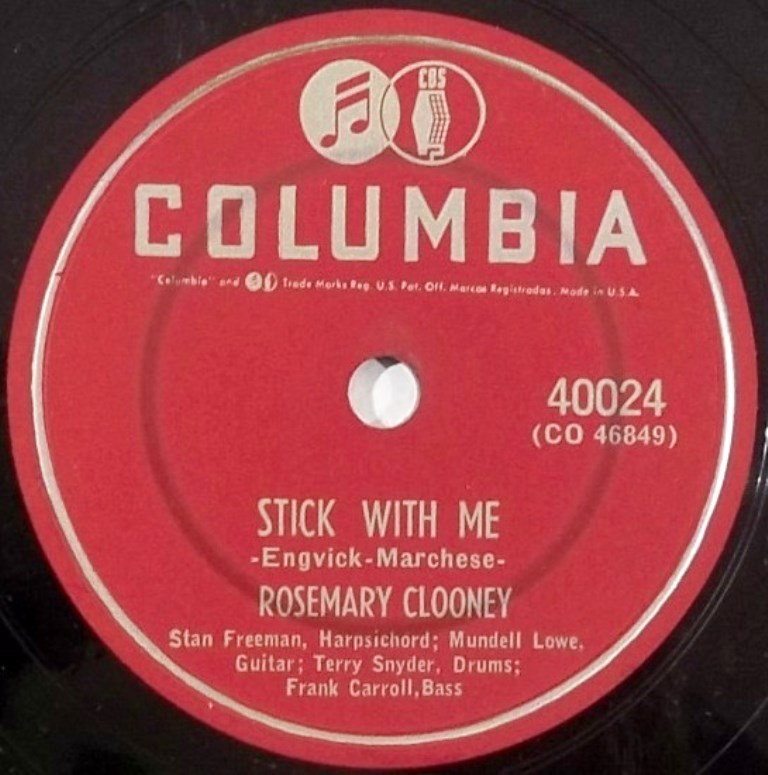 CBS
COLUMBIA
"Columbia" and Trade Marks Reg. U.S. Pat. Off. Marcas Registradas. Made in U.S.A.
40024
(CO 46849)
STICK WITH ME
-Engvick-Marchese-
ROSEMARY CLOONEY
Stan Freeman, Harpsichord; Mundell Lowe,
Guitar; Terry Snyder, Drums;
Frank Carroll,Bass